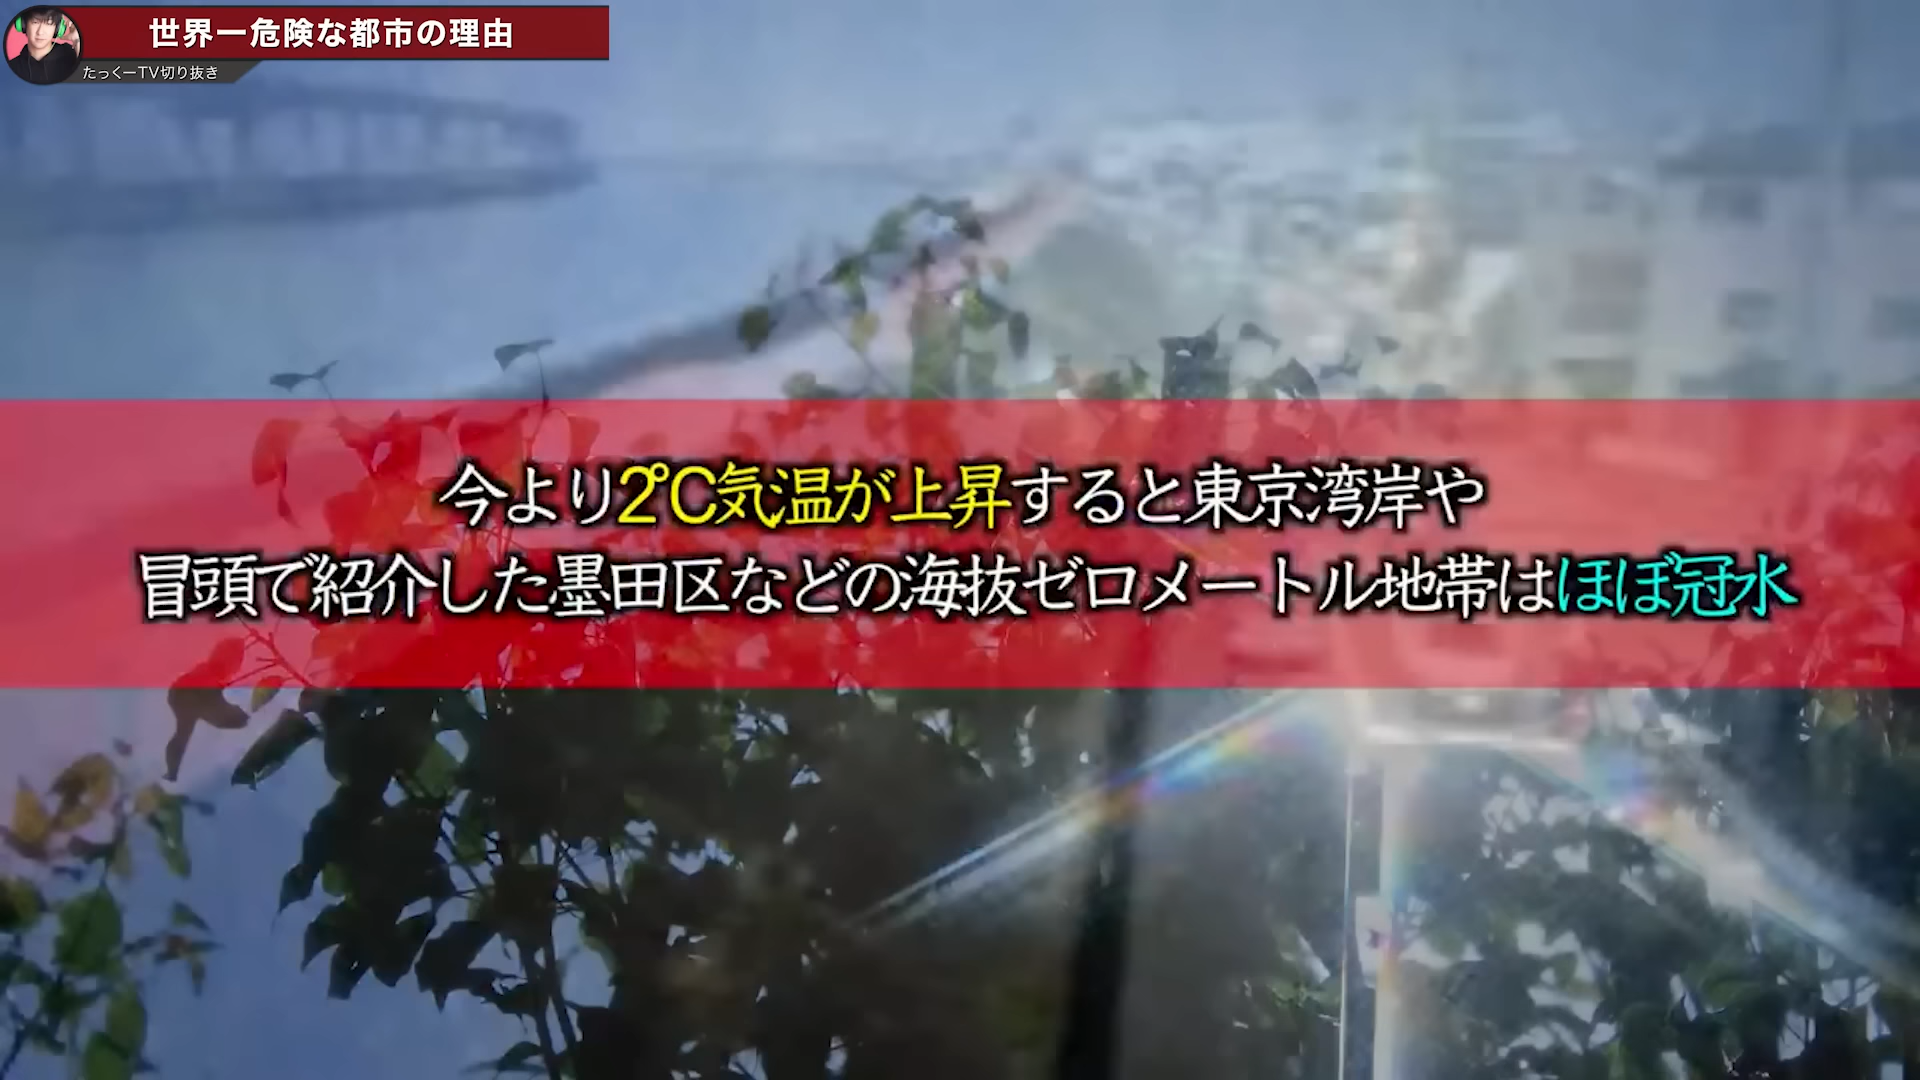 世界一危険な都市の理由
たっくーTV切り抜き
今より2℃気温が上昇すると東京湾岸や
冒頭で紹介した墨田区などの海抜ゼロメートル地帯はほぼ冠水